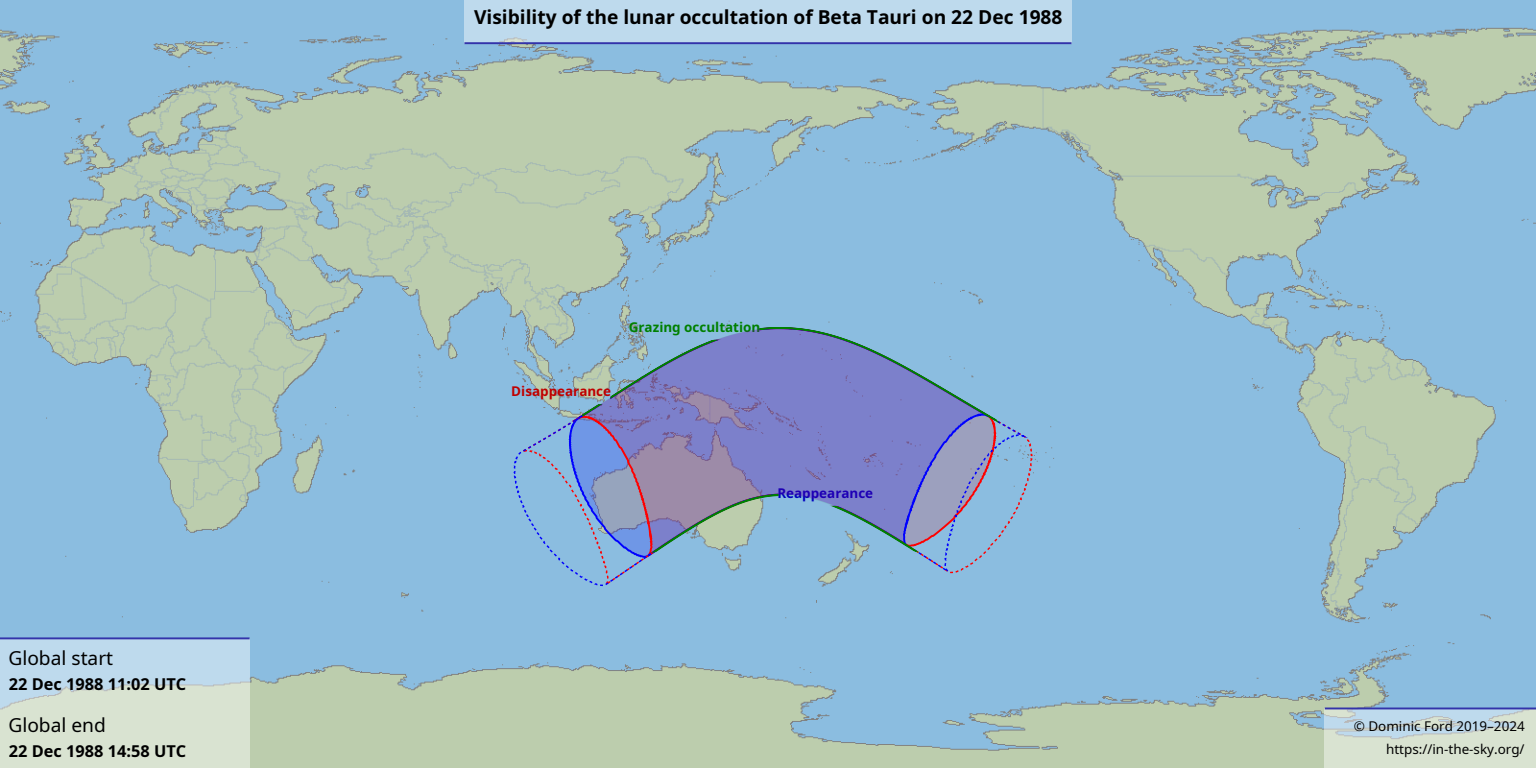 Visibility of the lunar occultation of Beta Tauri on 22 Dec 1988
Grazing occultation
Disappearance
Reappearance
Global start
22 Dec 1988 11:02 UTC
Global end
22 Dec 1988 14:58 UTC
© Dominic Ford 2019–2024
https://in-the-sky.org/